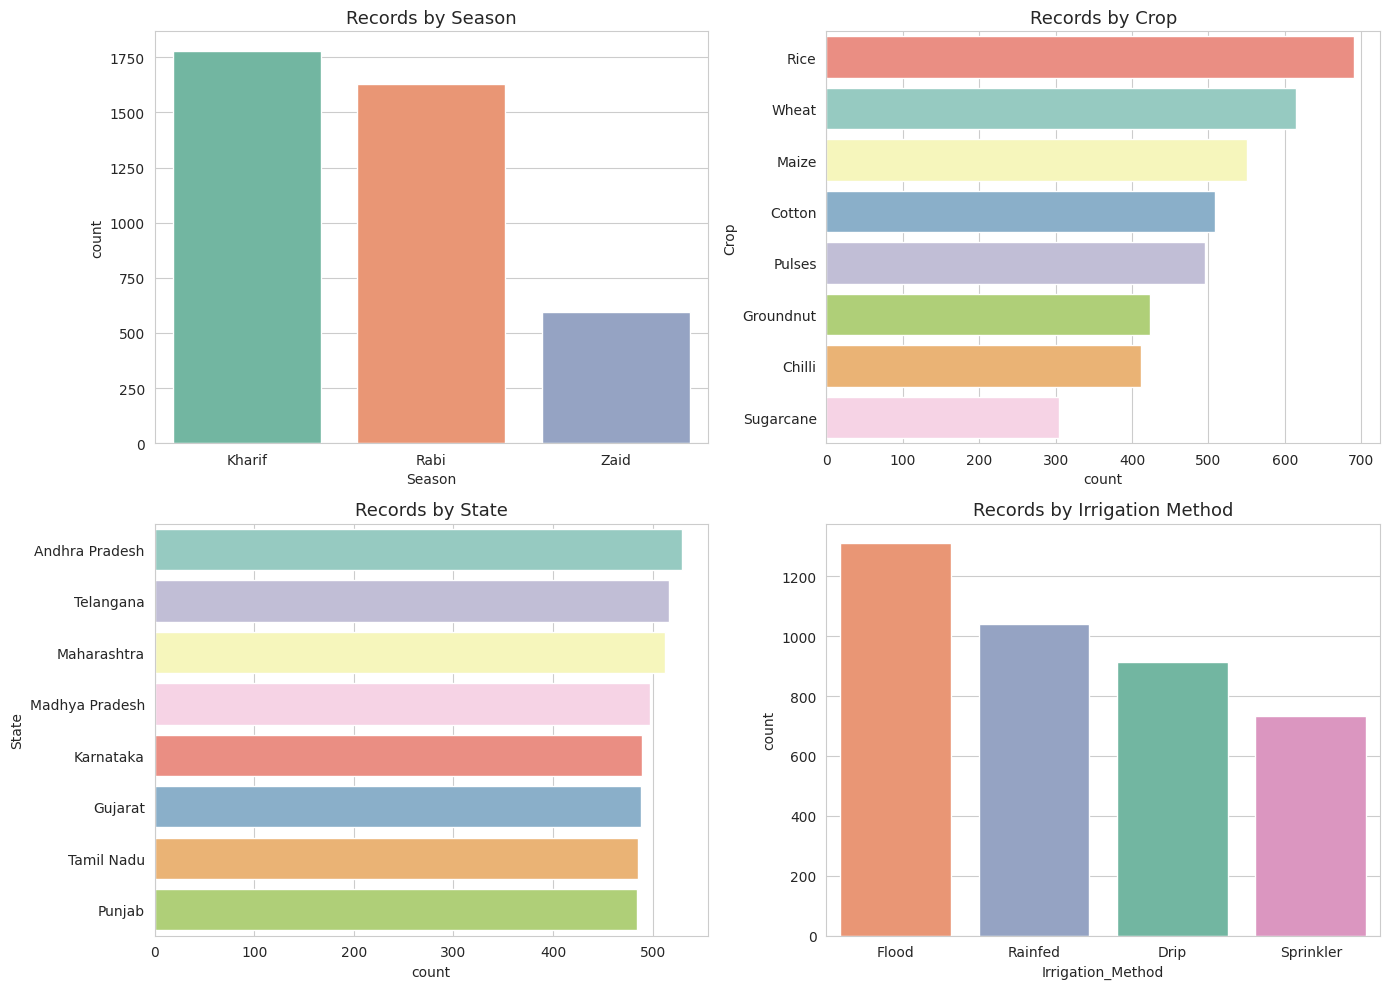 Records by Season
1750
1500
1250
1000
750
500
250
0
count
Kharif Rabi Zaid
Season
Records by Crop
Rice
Wheat
Maize
Cotton
Pulses
Groundnut
Chilli
Sugarcane
Crop
0 100 200 300 400 500 600 700
count
Records by State
Andhra Pradesh
Telangana
Maharashtra
Madhya Pradesh
Karnataka
Gujarat
Tamil Nadu
Punjab
State
0 100 200 300 400 500
count
Records by Irrigation Method
1200
1000
800
600
400
200
0
count
Flood Rainfed Drip Sprinkler
Irrigation_Method